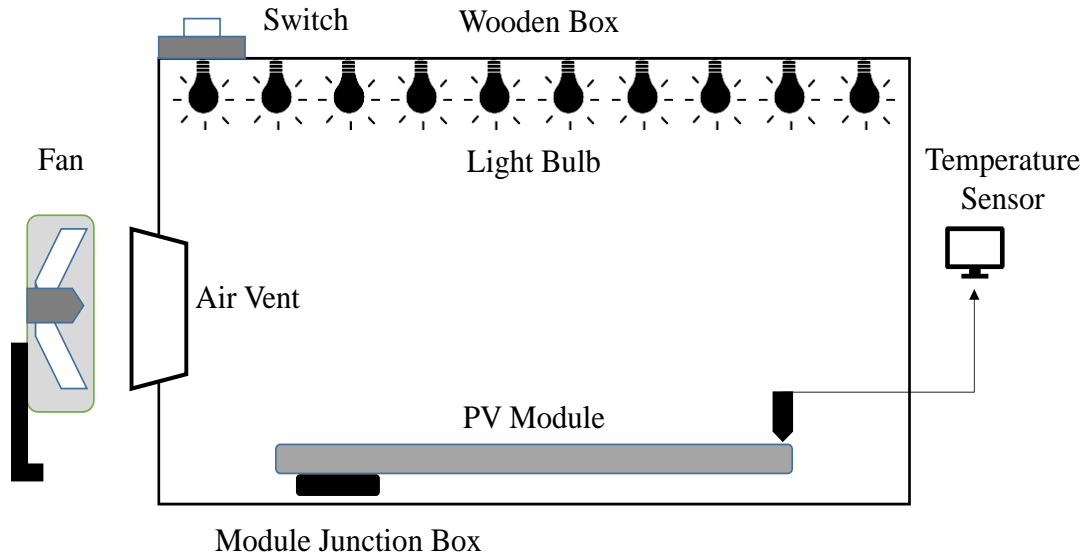 Switch
Wooden Box
Fan
Light Bulb
Temperature
Sensor
Air Vent
PV Module
Module Junction Box